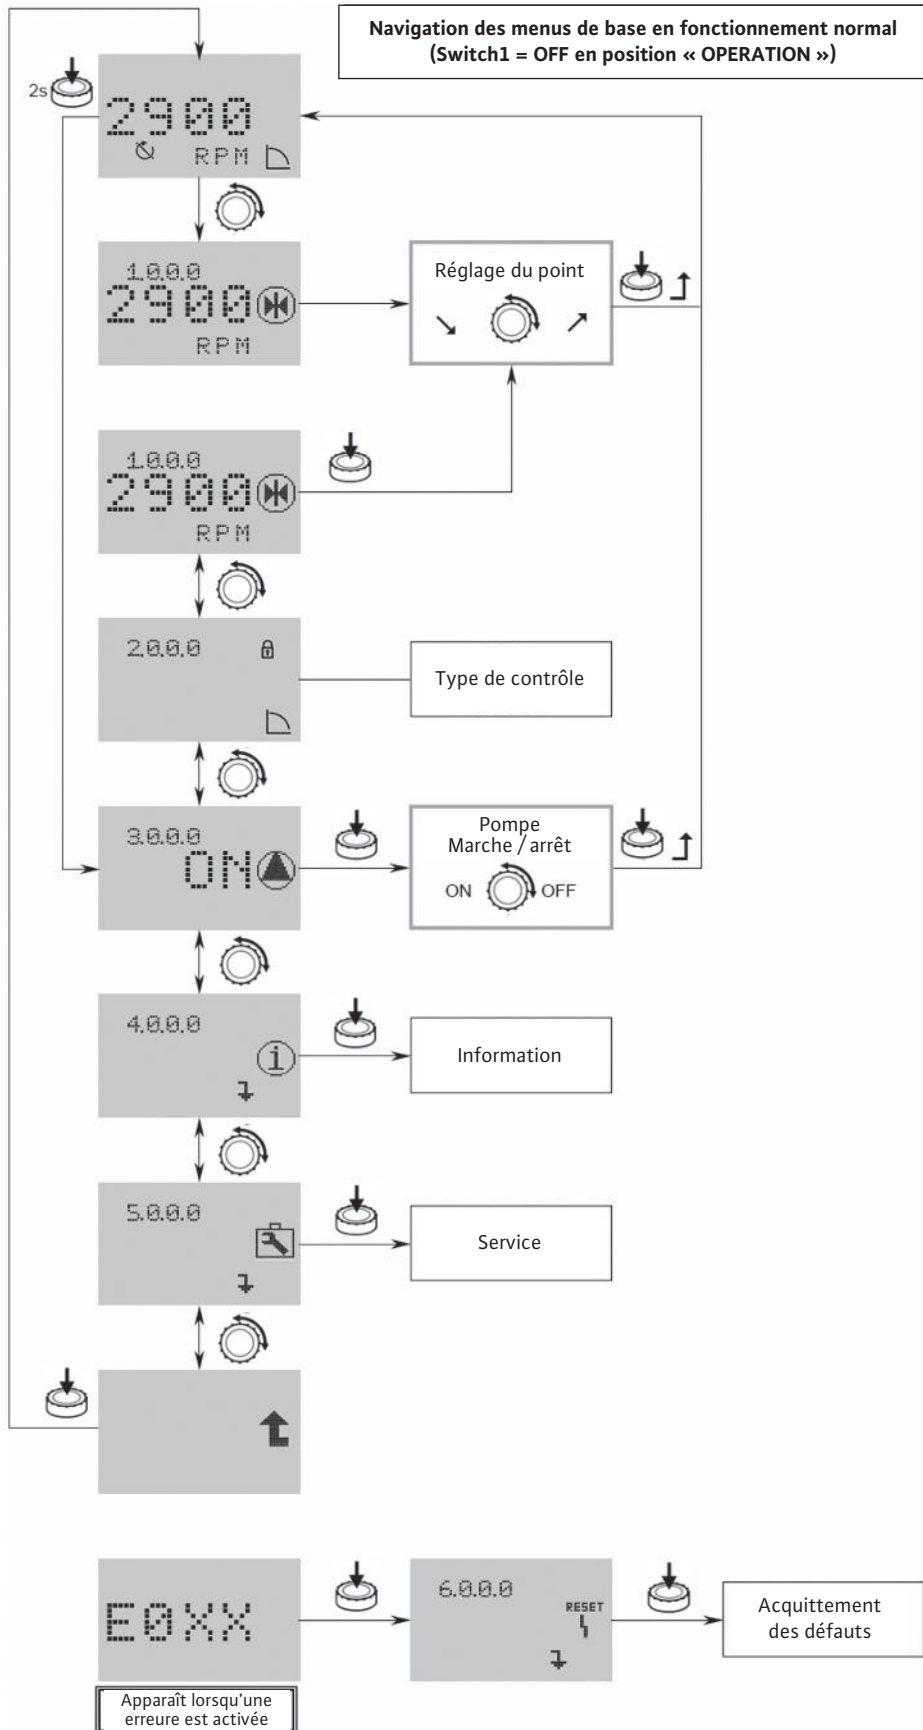 Navigation des menus de base en fonctionnement normal
(Switch1 = OFF en position « OPERATION »)
2s
2900
RPM
1.0.0.0
2900
RPM
Réglage du point
1.0.0.0
2900
RPM
2.0.0.0
Type de contrôle
3.0.0.0
ON
Pompe
Marche / arrêt
ON OFF
4.0.0.0
i
Information
5.0.0.0
Service
E0XX
6.0.0.0
RESET
Acquittement
des défauts
Apparaît lorsqu'une
erreure est activée